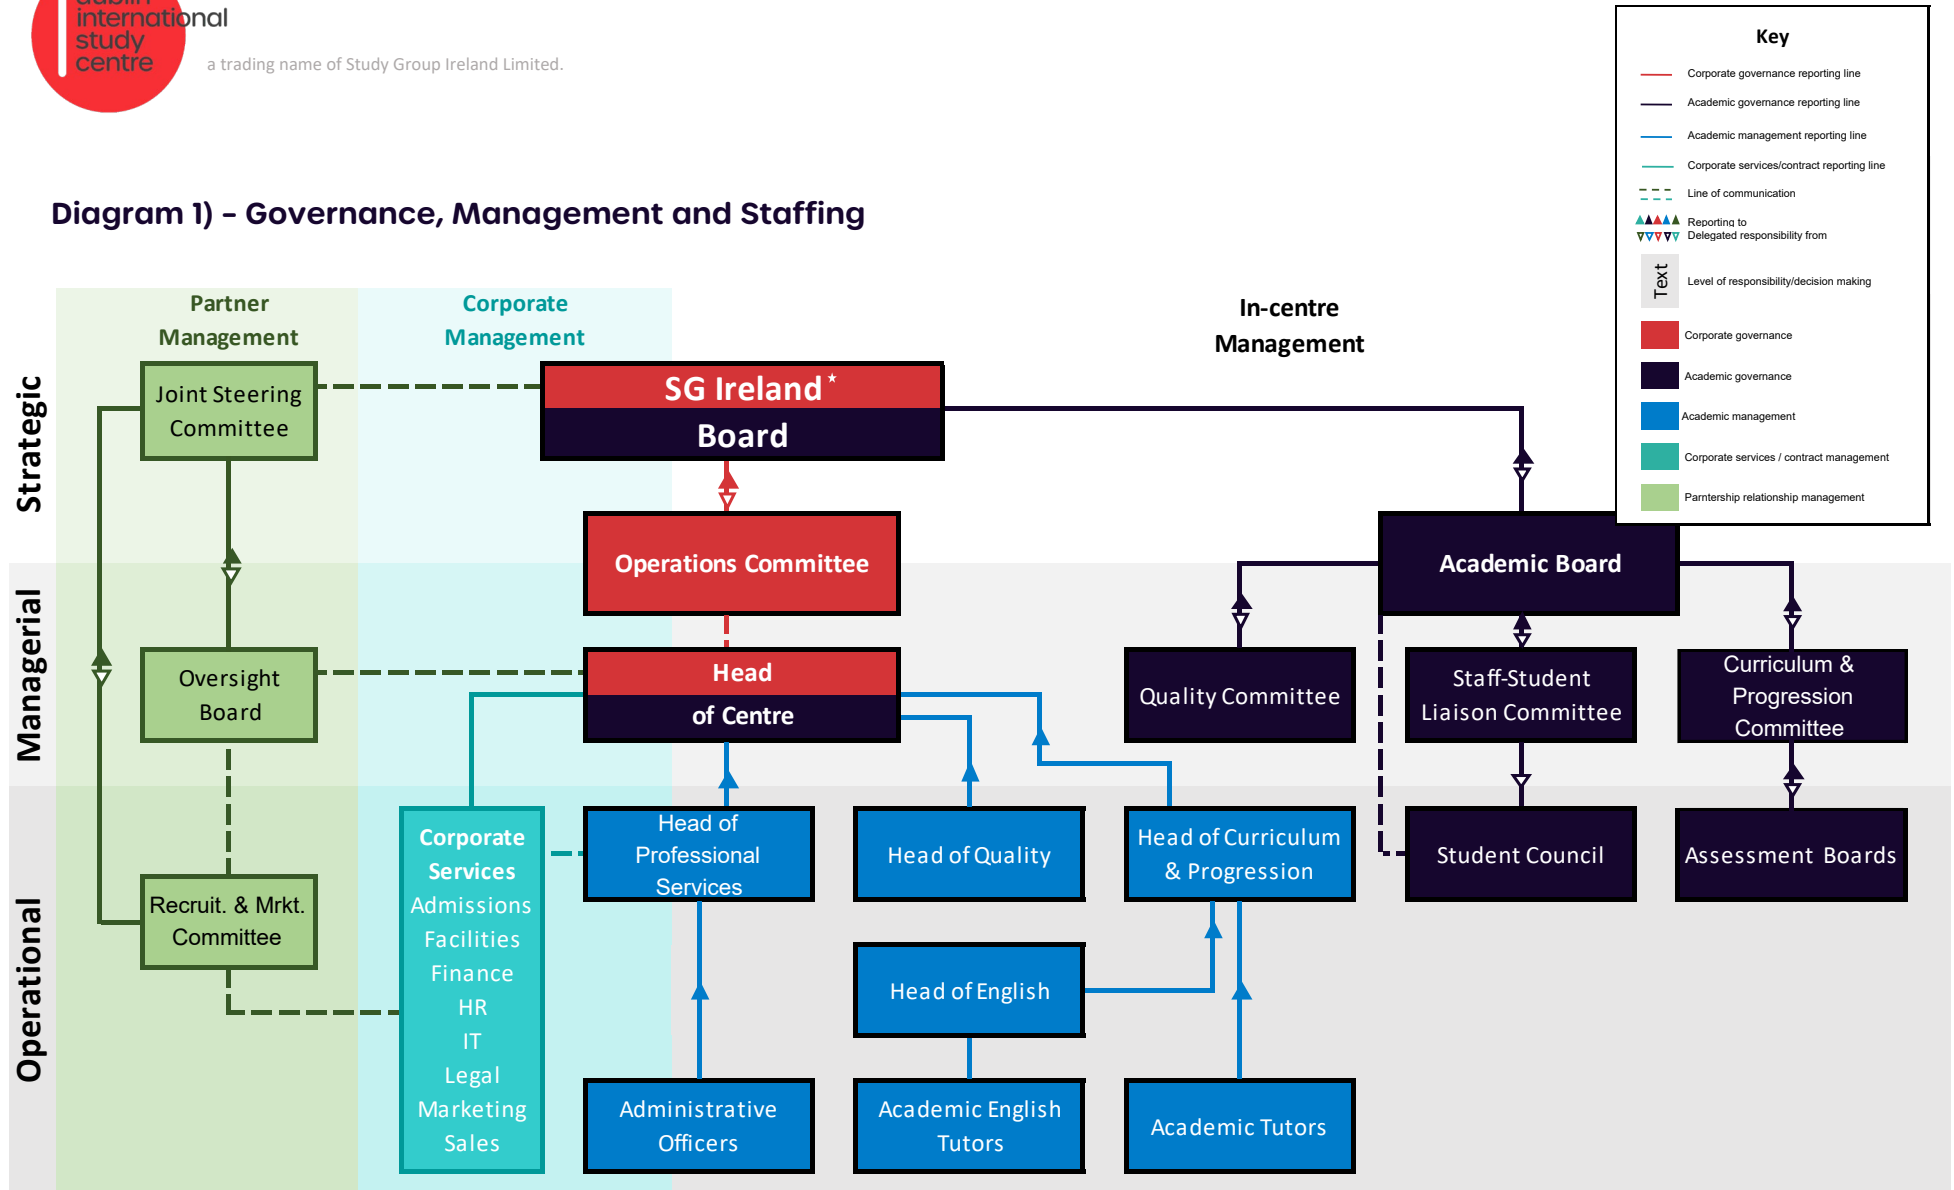 dublin
international
study
centre
a trading name of Study Group Ireland Limited.
Key
Corporate governance reporting line
Academic governance reporting line
Academic management reporting line
Corporate services/contract reporting line
Line of communication
Reporting to
Delegated responsibility from
Text
Level of responsibility/decision making
Corporate governance
Academic governance
Academic management
Corporate services / contract management
Parntership relationship management
Diagram 1) – Governance, Management and Staffing
Partner
Management
Corporate
Management
In-centre
Management
Strategic
Joint Steering
Committee
SG Ireland*
Board
Operations Committee
Academic Board
Managerial
Oversight
Board
Head
of Centre
Quality Committee
Staff-Student
Liaison Committee
Curriculum &
Progression
Committee
Operational
Recruit. & Mrkt.
Committee
Corporate
Services
Admissions
Facilities
Finance
HR
IT
Legal
Marketing
Sales
Head of
Professional
Services
Head of Quality
Head of Curriculum
& Progression
Student Council
Assessment Boards
Head of English
Administrative
Officers
Academic English
Tutors
Academic Tutors